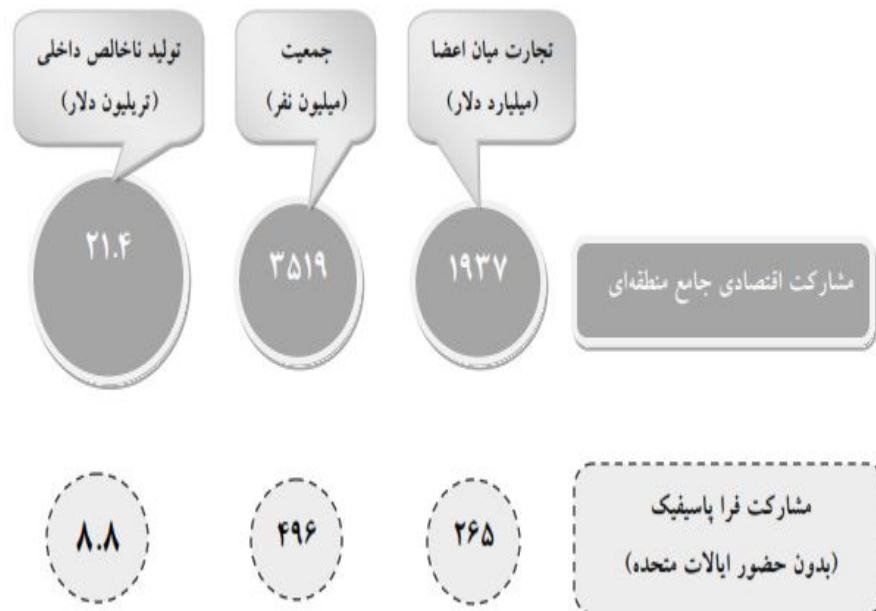 تجارت میان اعضا
(میلیارد دلار)
جمعیت
(میلیون نفر)
تولید ناخالص داخلی
(تریلیون دلار)
مشارکت اقتصادی جامع منطقه‌ای
۱۹۳۷
۳۵۱۹
۲۱.۴
مشارکت فرا پاسیفیک
(بدون حضور ایالات متحده)
۲۶۵
۴۹۶
۸.۸